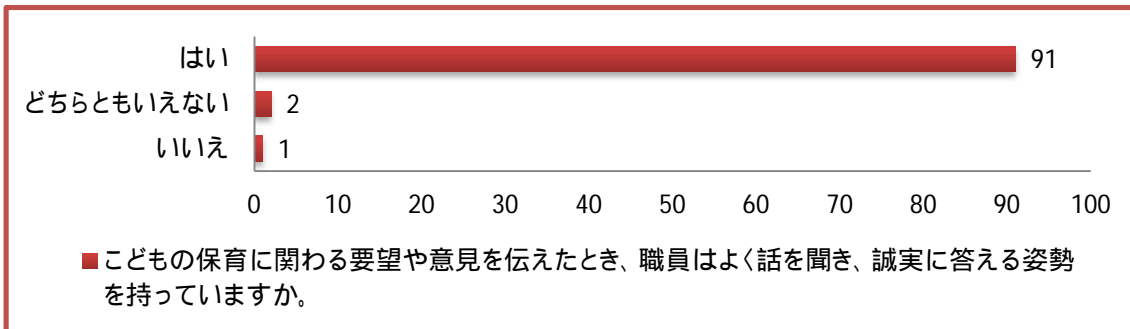 はい 91
どちらともいえない 2
いいえ 1
0 10 20 30 40 50 60 70 80 90 100
こどもの保育に関わる要望や意見を伝えたとき、職員はよく話を聞き、誠実に答える姿勢
を持っていますか。